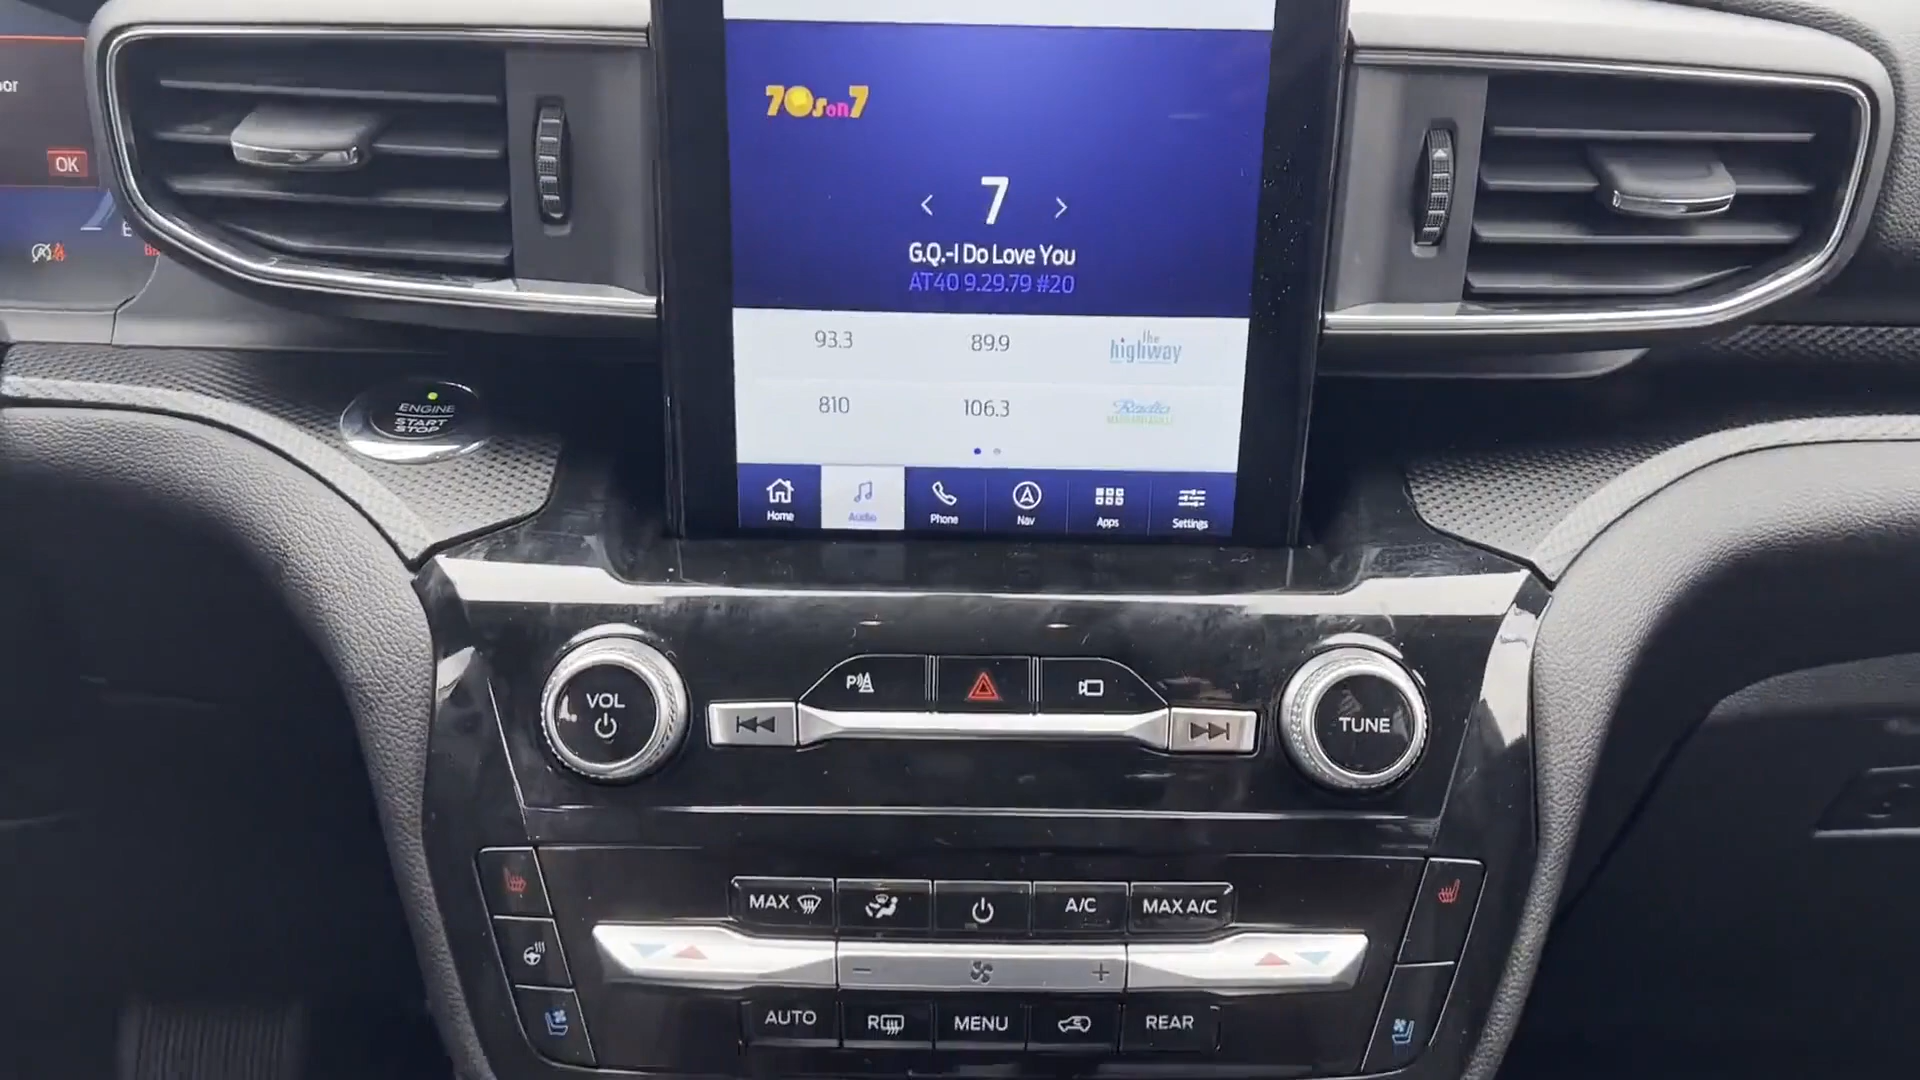 OK
70s on 7
7
G.Q.-I Do Love You
AT40 9.29.79 #20
93.3
89.9
the highway
810
106.3
Radio
Home
Audio
Phone
Nav
Apps
Settings
ENGINE
START
STOP
VOL
P
TUNE
MAX
A/C
MAX A/C
AUTO
R
MENU
REAR